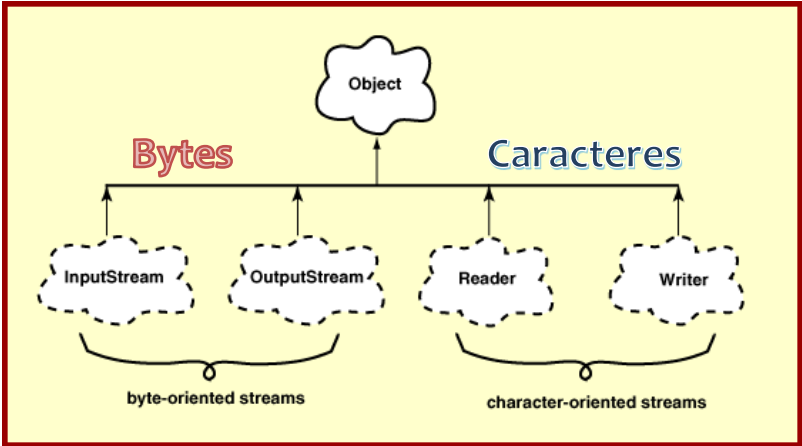 Object
Bytes
Caracteres
InputStream
OutputStream
Reader
Writer
byte-oriented streams
character-oriented streams